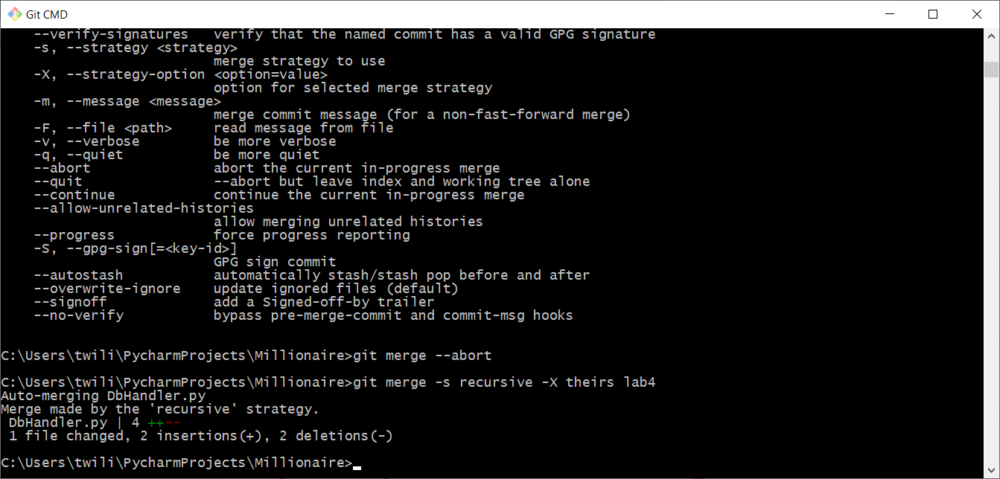 Git CMD
--verify-signatures   verify that the named commit has a valid GPG signature
-s, --strategy <strategy>
merge strategy to use
-X, --strategy-option <option=value>
option for selected merge strategy
-m, --message <message>
merge commit message (for a non-fast-forward merge)
-F, --file <path>     read message from file
-v, --verbose         be more verbose
-q, --quiet           be more quiet
--abort               abort the current in-progress merge
--quit                --abort but leave index and working tree alone
--continue            continue the current in-progress merge
--allow-unrelated-histories
allow merging unrelated histories
--progress            force progress reporting
-S, --gpg-sign[=<key-id>]
GPG sign commit
--autostash           automatically stash/stash pop before and after
--overwrite-ignore    update ignored files (default)
--signoff             add a Signed-off-by trailer
--no-verify           bypass pre-merge-commit and commit-msg hooks
C:\Users\twili\PycharmProjects\Millionaire>git merge --abort
C:\Users\twili\PycharmProjects\Millionaire>git merge -s recursive -X theirs lab4
Auto-merging DbHandler.py
Merge made by the 'recursive' strategy.
DbHandler.py | 4 ++--
1 file changed, 2 insertions(+), 2 deletions(-)
C:\Users\twili\PycharmProjects\Millionaire>